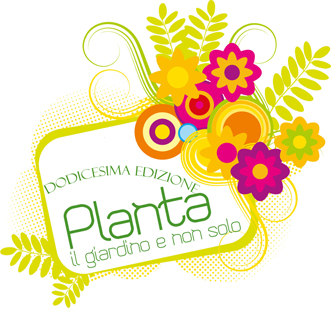 DODICESIMA EDIZIONE
Planta
il giardino e non solo